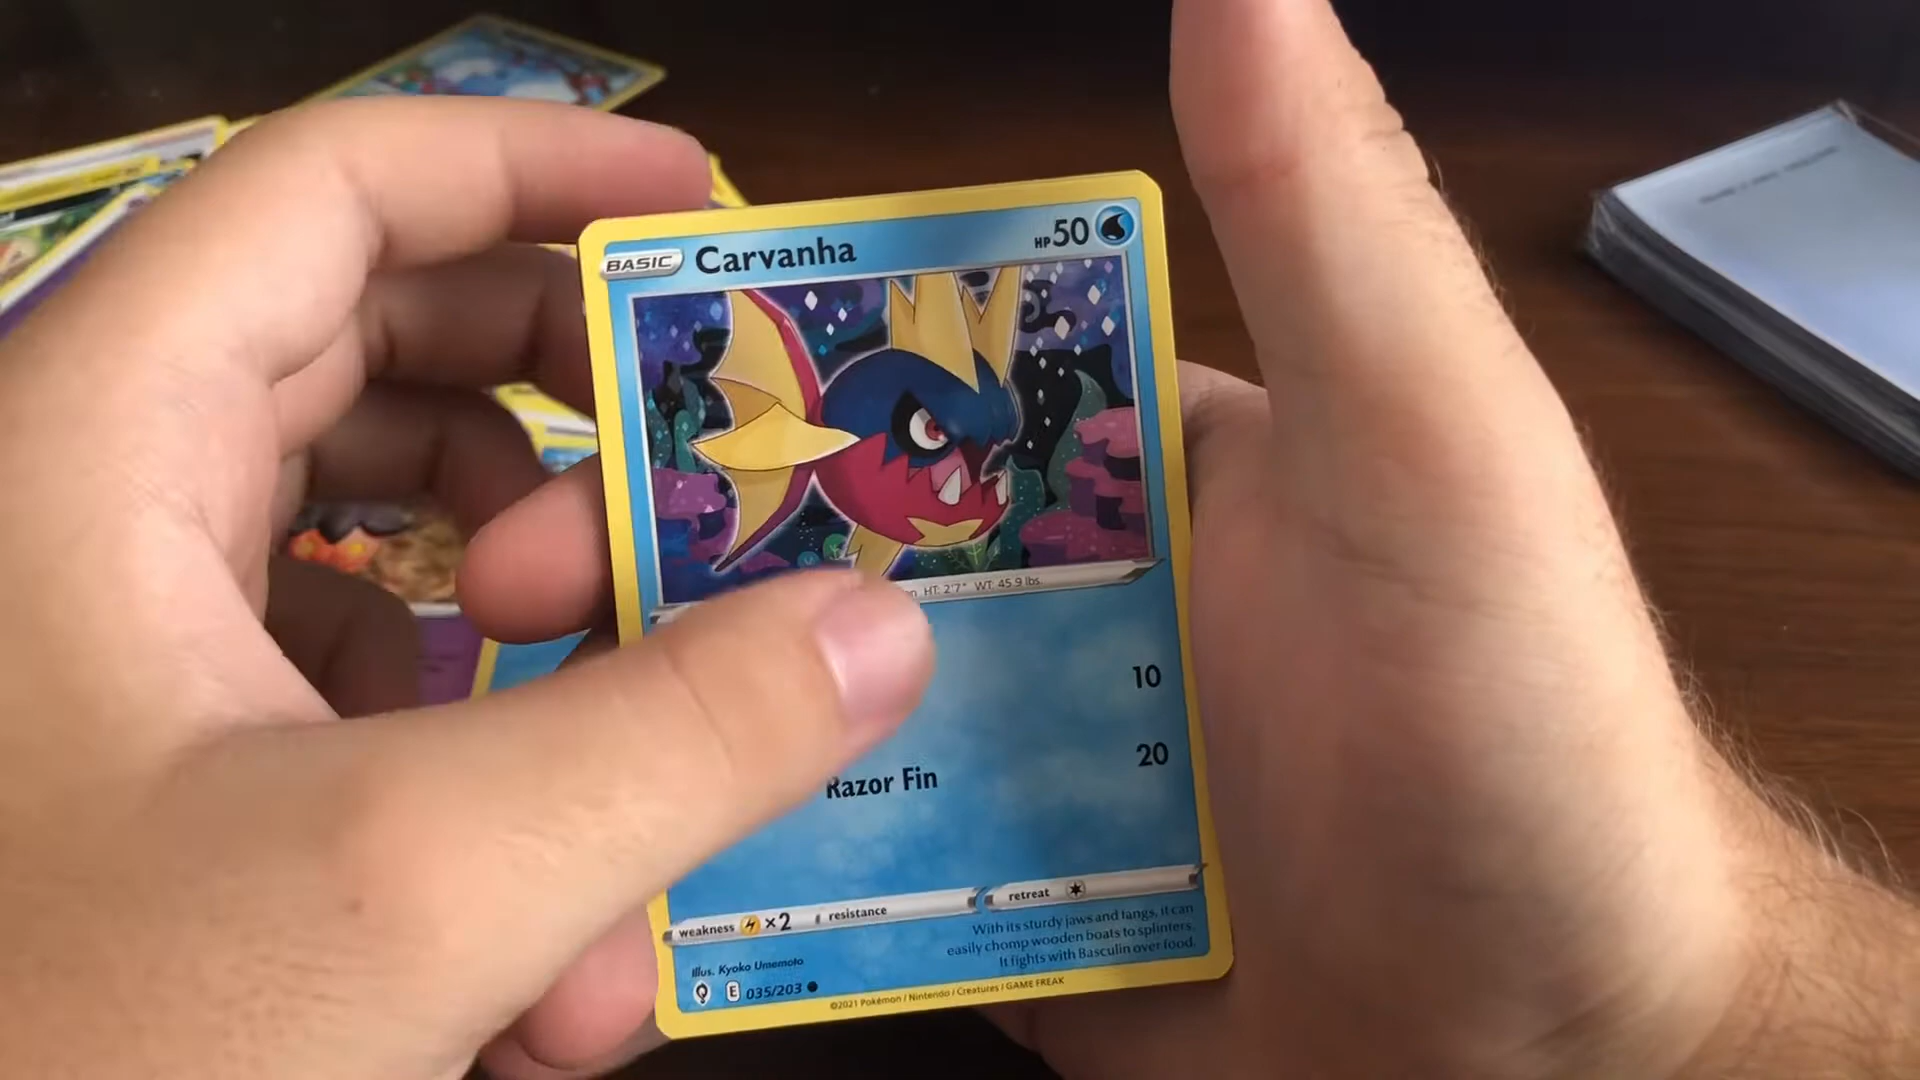 BASIC Carvanha HP 50
HT: 2'7" WT: 45.9 lbs.
10
Razor Fin 20
weakness ×2 resistance retreat
With its sturdy jaws and fangs, it can
easily chomp wooden boats to splinters.
It fights with Basculin over food.
Illus. Kyoko Umemoto
E 035/203
©2021 Pokémon / Nintendo / Creatures / GAME FREAK